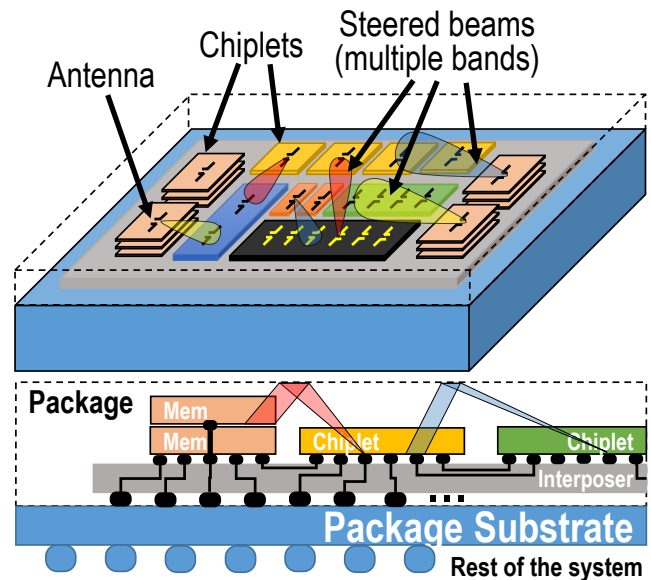 Steered beams
(multiple bands)
Chiplets
Antenna
Package
Mem
Mem
Chiplet
Chiplet
Interposer
...
Package Substrate
Rest of the system